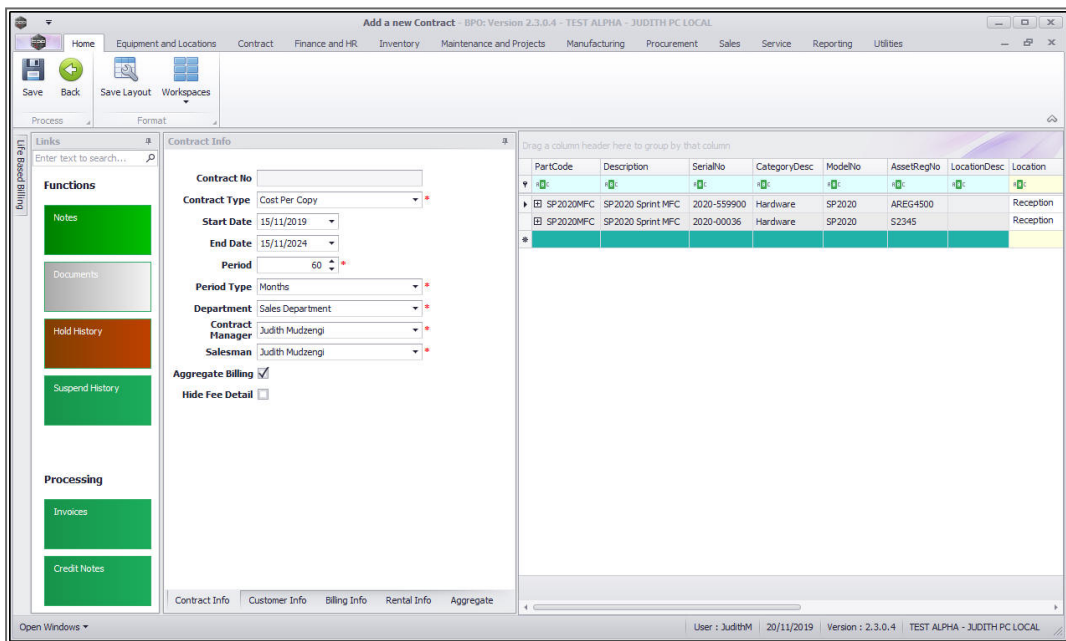 Add a new Contract - BPO: Version 2.3.0.4 - TEST ALPHA - JUDITH PC LOCAL
Home Equipment and Locations Contract Finance and HR Inventory Maintenance and Projects Manufacturing Procurement Sales Service Reporting Utilities
Save Back Save Layout Workspaces
Process Format
Life Based Billing
Links
Enter text to search...
Functions
Notes
Documents
Hold History
Suspend History
Processing
Invoices
Credit Notes
Contract Info
Contract No
Contract Type Cost Per Copy *
Start Date 15/11/2019
End Date 15/11/2024
Period 60 *
Period Type Months *
Department Sales Department *
Contract
Manager Judith Mudzengi *
Salesman Judith Mudzengi *
Aggregate Billing
Hide Fee Detail
Contract Info Customer Info Billing Info Rental Info Aggregate
Drag a column header here to group by that column
PartCode Description SerialNo CategoryDesc ModelNo AssetRegNo LocationDesc Location
SP2020MFC SP2020 Sprint MFC 2020-559900 Hardware SP2020 AREG4500 Reception
SP2020MFC SP2020 Sprint MFC 2020-00036 Hardware SP2020 S2345 Reception
Open Windows User : JudithM 20/11/2019 Version : 2.3.0.4 TEST ALPHA - JUDITH PC LOCAL